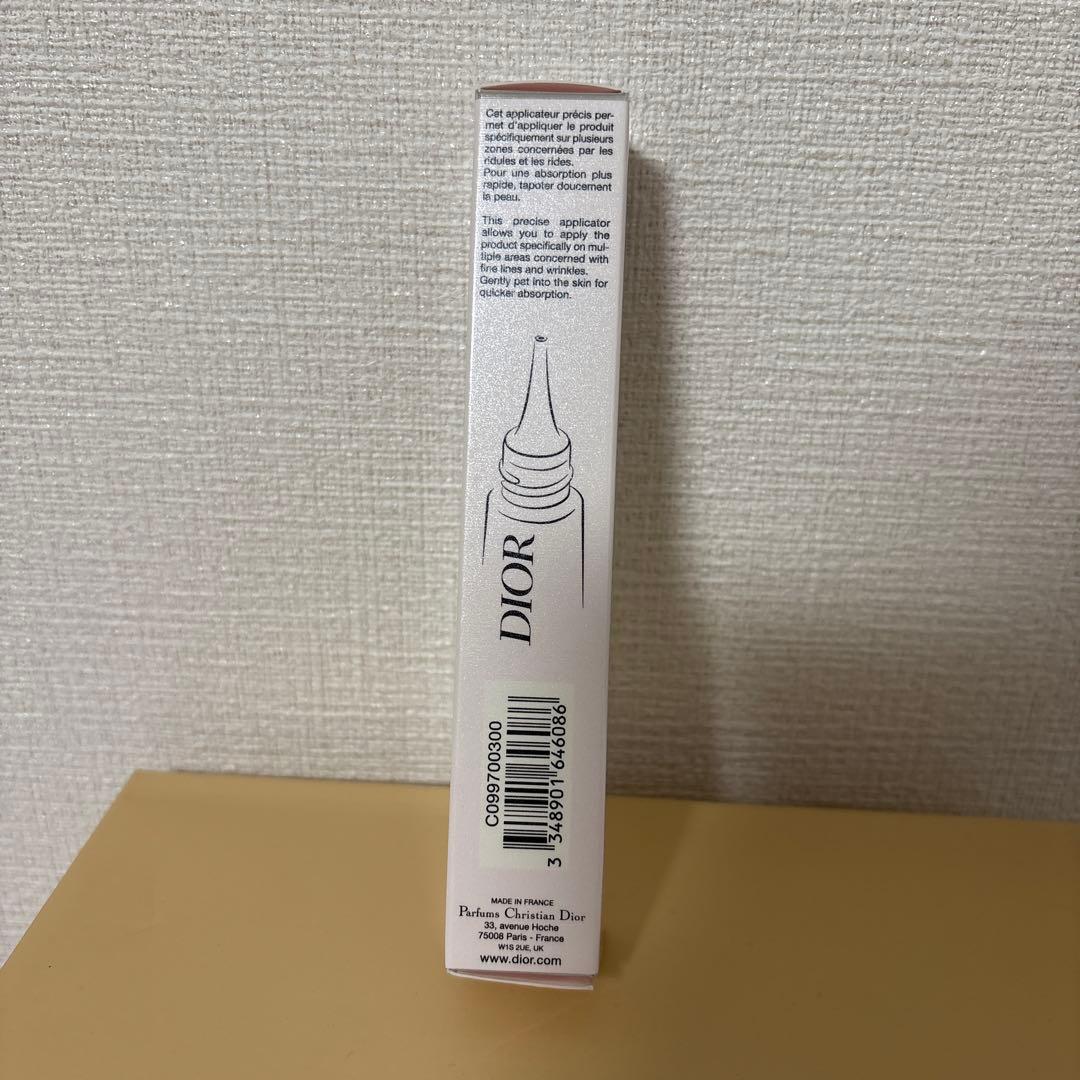 Cet applicateur précis per-
met d'appliquer le produit
spécifiquement sur plusieurs
zones concernées par les
ridules et les rides.
Pour une absorption plus
rapide, tapoter doucement
la peau.
This precise applicator
allows you to apply the
product specifically on mul-
tiple areas concerned with
fine lines and wrinkles.
Gently pat into the skin for
quicker absorption.
DIOR
C099700300
3 348901 646086
MADE IN FRANCE
Parfums Christian Dior
33, avenue Hoche
75008 Paris - France
W1S 2UE, UK
www.dior.com